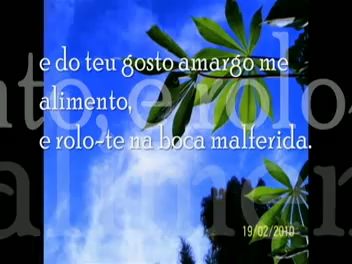 e do teu gosto amargo me
alimento,
e rolo-te na boca malferida.
19/02/2010